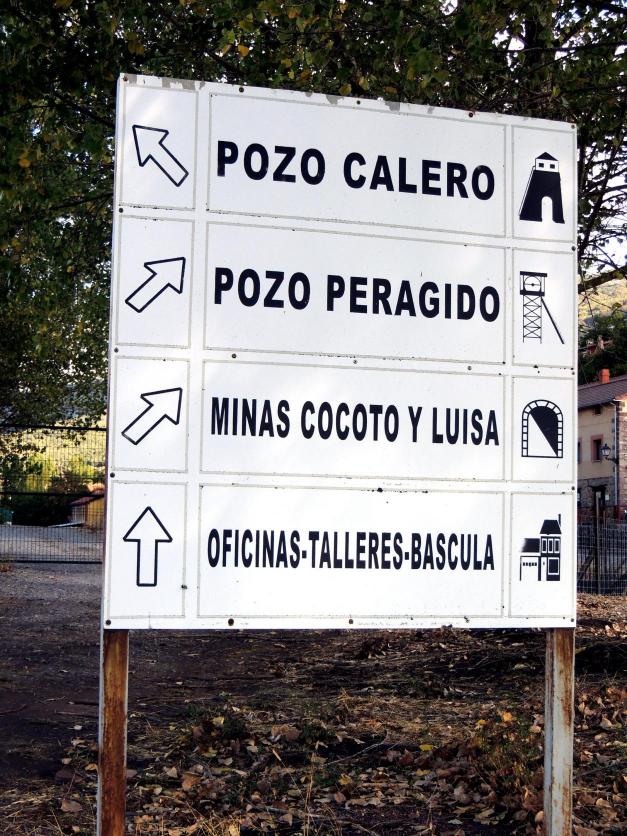 POZO CALERO
POZO PERAGIDO
MINAS COCOTO Y LUISA
OFICINAS-TALLERES-BASCULA